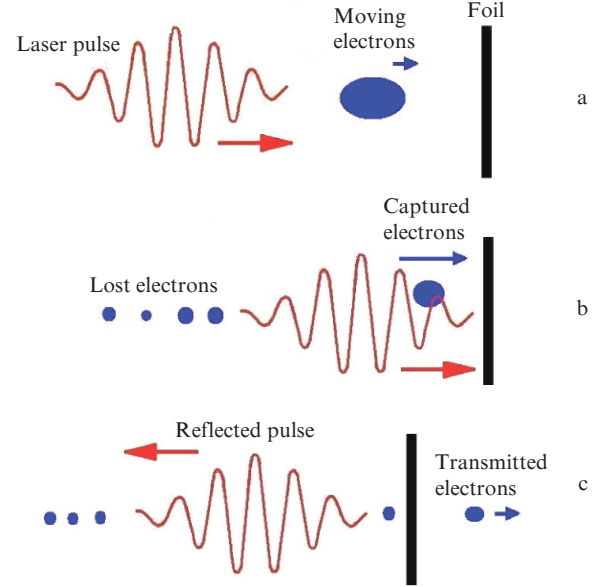 Foil
Moving
electrons
Laser pulse
a
Captured
electrons
Lost electrons
b
Reflected pulse
Transmitted
electrons
c